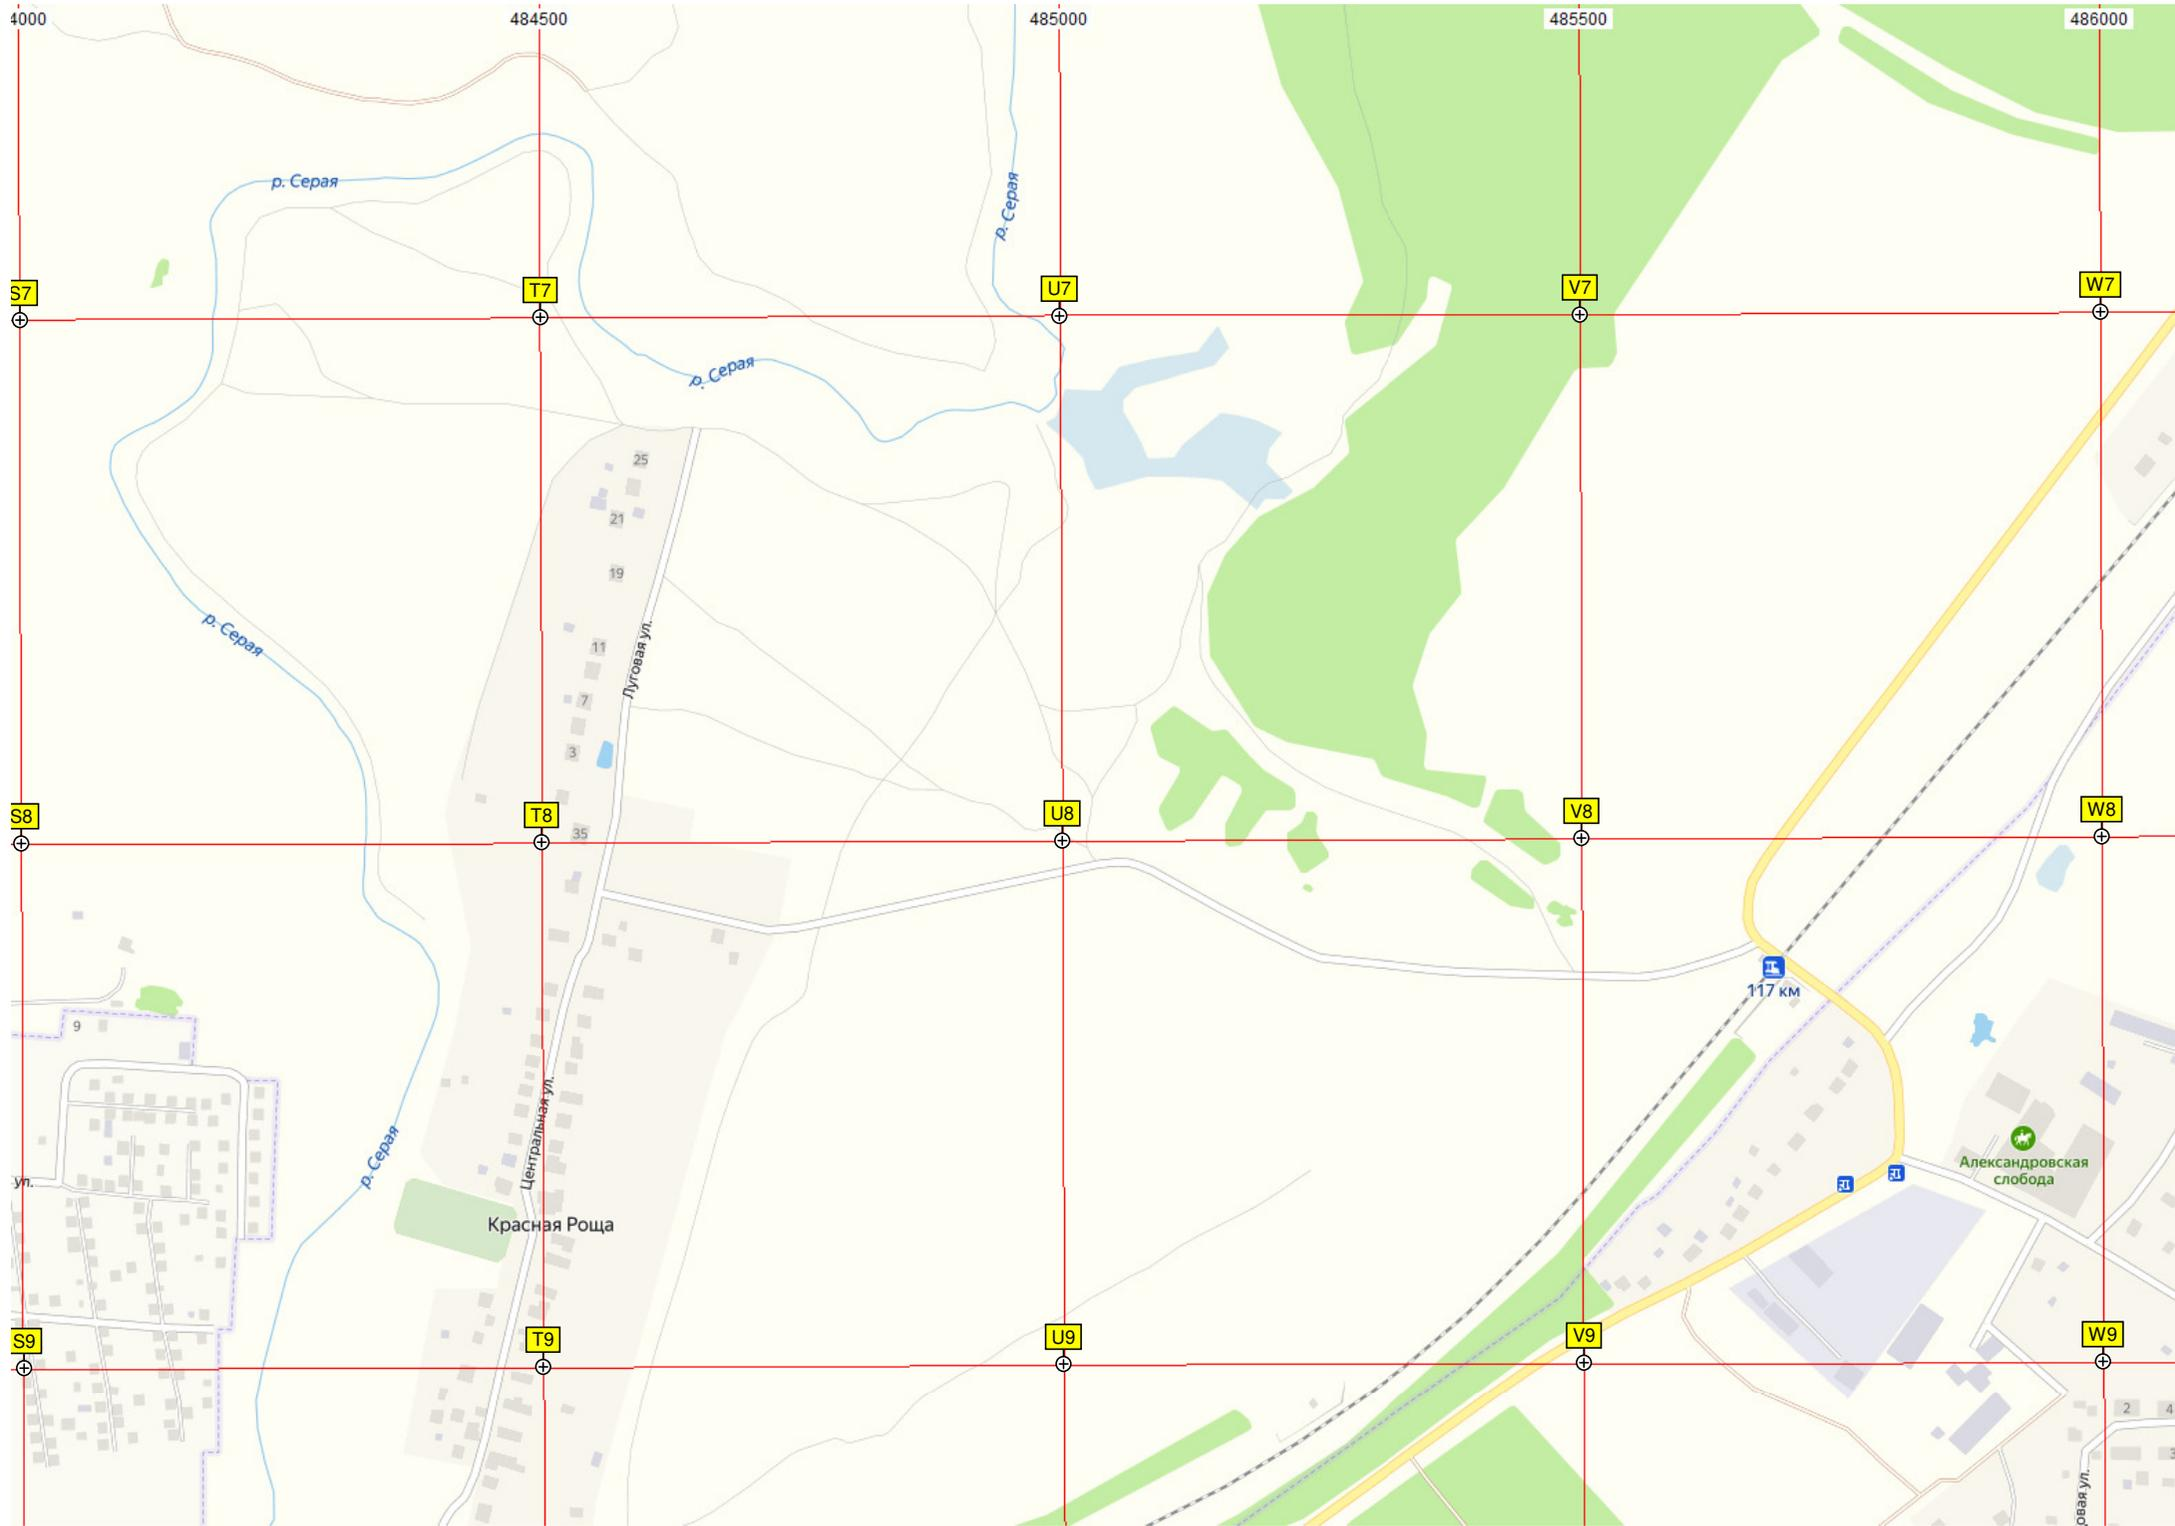 4000
484500
485000
485500
486000
р. Серая
р. Серая
S7
T7
U7
V7
W7
р. Серая
25
21
19
р. Серая
11
Луговая ул.
7
3
35
S8
T8
U8
V8
W8
117 км
9
Центральная ул.
р. Серая
Александровская
слобода
ул.
Красная Роща
S9
T9
U9
V9
W9
2
4
3
овая ул.